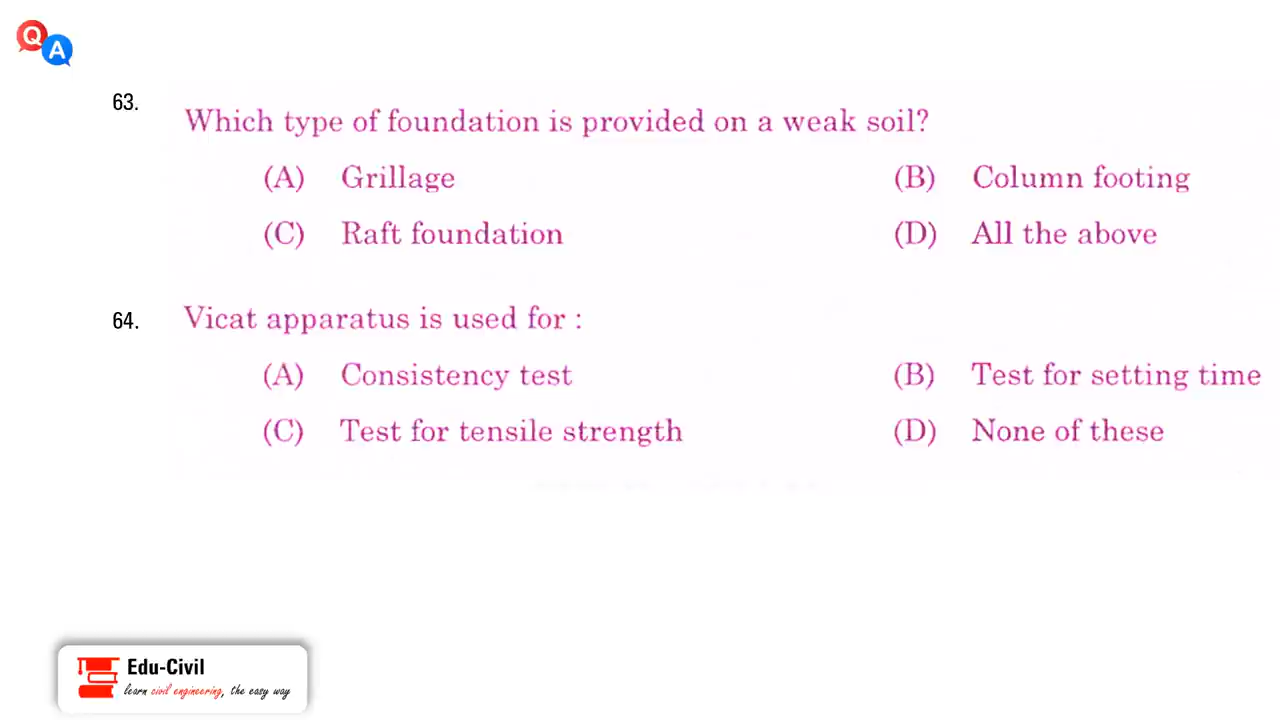 Q
A
63.
Which type of foundation is provided on a weak soil?
(A) Grillage (B) Column footing
(C) Raft foundation (D) All the above
64. Vicat apparatus is used for :
(A) Consistency test (B) Test for setting time
(C) Test for tensile strength (D) None of these
Edu-Civil
learn civil engineering, the easy way